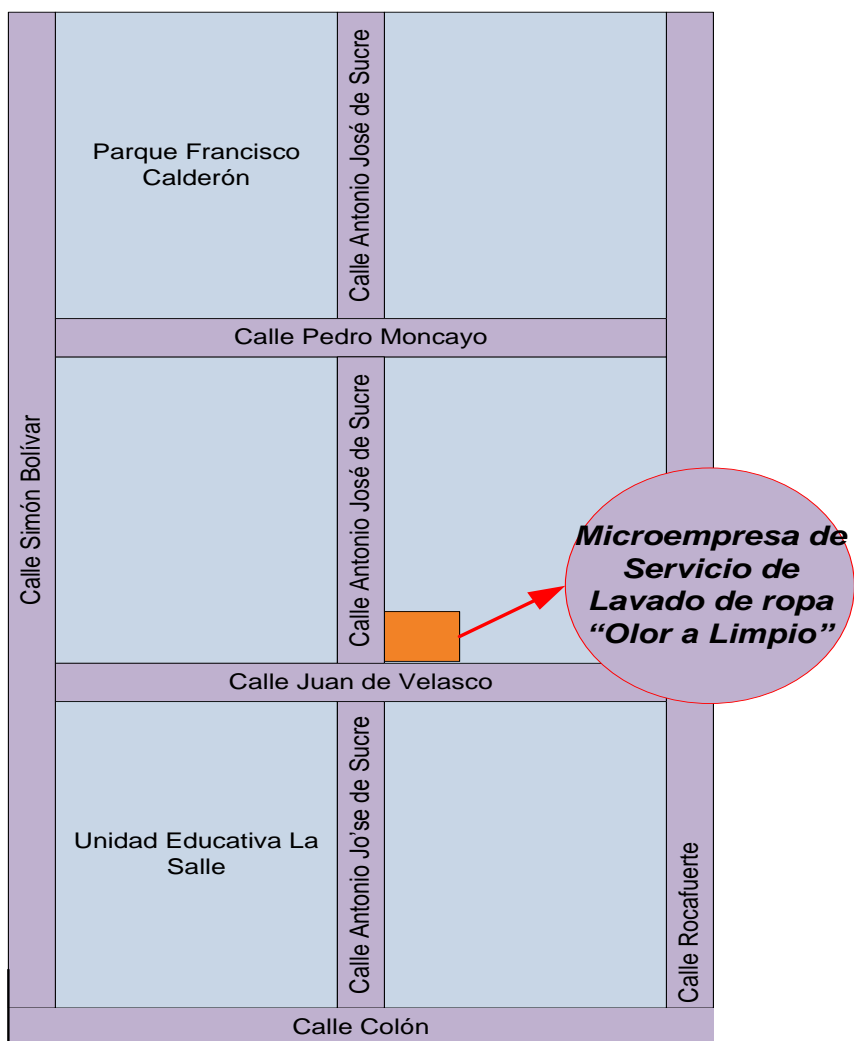 Parque Francisco
Calderón
Calle Antonio José de Sucre
Calle Pedro Moncayo
Calle Simón Bolívar
Calle Antonio José de Sucre
Microempresa de
Servicio de
Lavado de ropa
“Olor a Limpio”
Calle Juan de Velasco
Unidad Educativa La
Salle
Calle Antonio Jo'se de Sucre
Calle Rocafuerte
Calle Colón